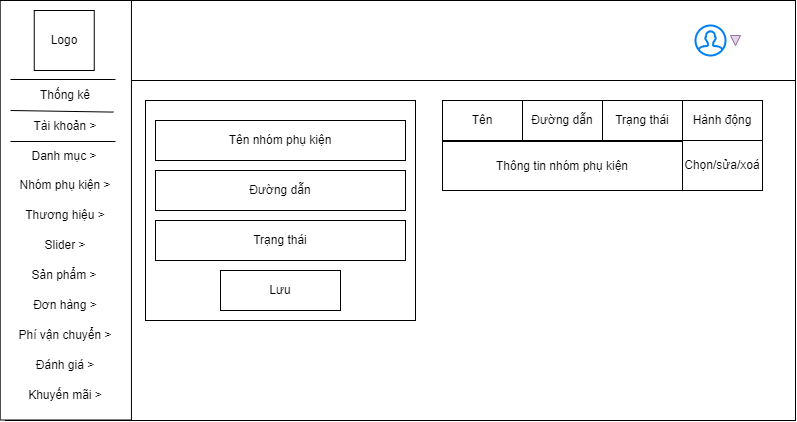 Logo
Thống kê
Tài khoản >
Danh mục >
Nhóm phụ kiện >
Thương hiệu >
Slider >
Sản phẩm >
Đơn hàng >
Phí vận chuyển >
Đánh giá >
Khuyến mãi >
Tên nhóm phụ kiện
Đường dẫn
Trạng thái
Lưu
Tên Đường dẫn Trạng thái Hành động
Thông tin nhóm phụ kiện Chọn/sửa/xoá